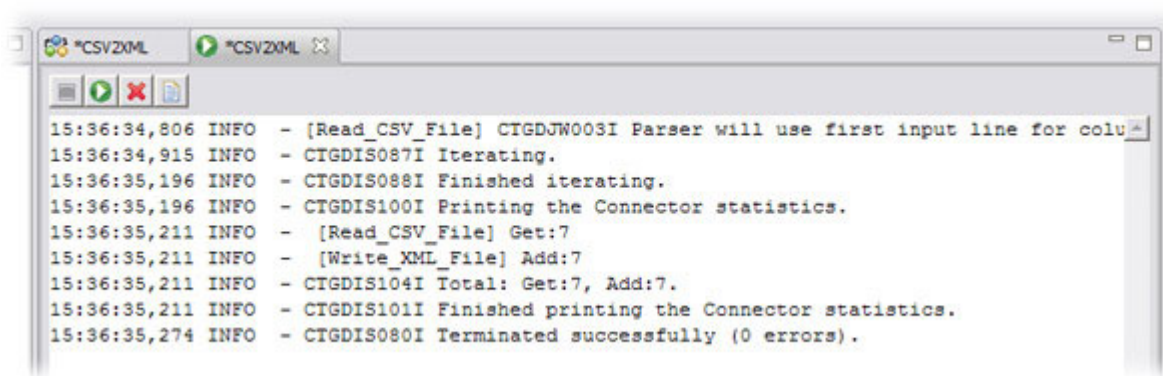 *CSV2XML *CSV2XML
15:36:34,806 INFO - [Read_CSV_File] CTGDJW003I Parser will use first input line for colu
15:36:34,915 INFO - CTGDIS087I Iterating.
15:36:35,196 INFO - CTGDIS088I Finished iterating.
15:36:35,196 INFO - CTGDIS100I Printing the Connector statistics.
15:36:35,211 INFO - [Read_CSV_File] Get:7
15:36:35,211 INFO - [Write_XML_File] Add:7
15:36:35,211 INFO - CTGDIS104I Total: Get:7, Add:7.
15:36:35,211 INFO - CTGDIS101I Finished printing the Connector statistics.
15:36:35,274 INFO - CTGDIS080I Terminated successfully (0 errors).